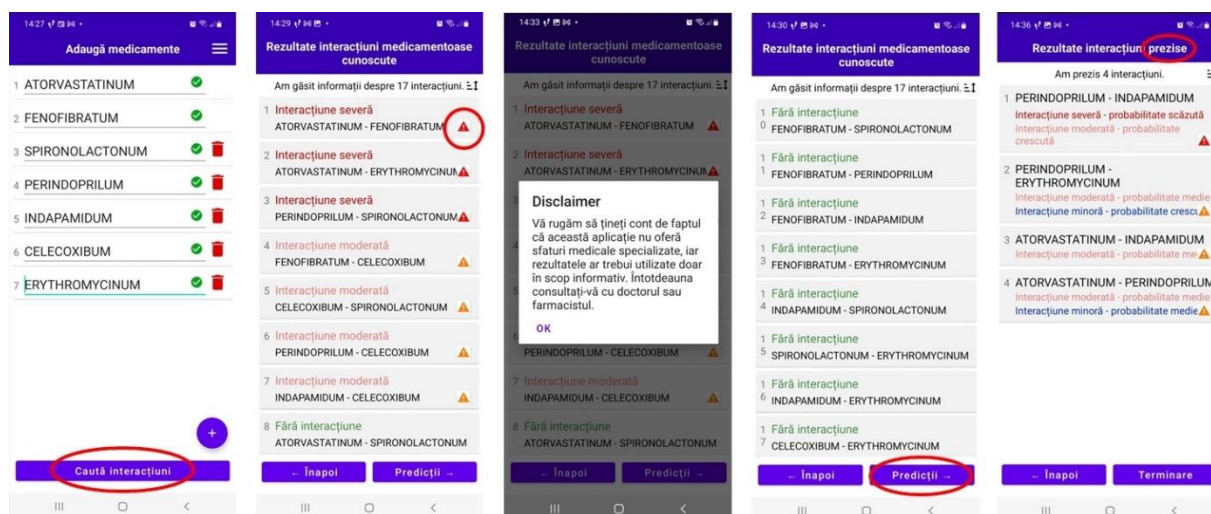 14:27
Adaugă medicamente
1 ATORVASTATINUM
2 FENOFIBRATUM
3 SPIRONOLACTONUM
4 PERINDOPRILUM
5 INDAPAMIDUM
6 CELECOXIBUM
7 ERYTHROMYCINUM
+
Caută interacțiuni
14:29
Rezultate interacțiuni medicamentoase
cunoscute
Am găsit informații despre 17 interacțiuni.
1 Interacțiune severă
ATORVASTATINUM - FENOFIBRATUM
2 Interacțiune severă
ATORVASTATINUM - ERYTHROMYCINUM
3 Interacțiune severă
PERINDOPRILUM - SPIRONOLACTONUM
4 Interacțiune moderată
FENOFIBRATUM - CELECOXIBUM
5 Interacțiune moderată
CELECOXIBUM - SPIRONOLACTONUM
6 Interacțiune moderată
PERINDOPRILUM - CELECOXIBUM
7 Interacțiune moderată
INDAPAMIDUM - CELECOXIBUM
8 Fără interacțiune
ATORVASTATINUM - SPIRONOLACTONUM
← Înapoi Predicții →
14:33
Rezultate interacțiuni medicamentoase
cunoscute
Am găsit informații despre 17 interacțiuni.
1 Interacțiune severă
ATORVASTATINUM - FENOFIBRATUM
2 Interacțiune severă
ATORVASTATINUM - ERYTHROMYCINUM
3
Disclaimer
Vă rugăm să țineți cont de faptul
că această aplicație nu oferă
sfaturi medicale specializate, iar
rezultatele ar trebui utilizate doar
în scop informativ. Întotdeauna
consultați-vă cu doctorul sau
farmacistul.
OK
PERINDOPRILUM - CELECOXIBUM
7 Interacțiune moderată
INDAPAMIDUM - CELECOXIBUM
8 Fără interacțiune
ATORVASTATINUM - SPIRONOLACTONUM
← Înapoi Predicții →
14:30
Rezultate interacțiuni medicamentoase
cunoscute
Am găsit informații despre 17 interacțiuni.
10 Fără interacțiune
FENOFIBRATUM - SPIRONOLACTONUM
11 Fără interacțiune
FENOFIBRATUM - PERINDOPRILUM
12 Fără interacțiune
FENOFIBRATUM - INDAPAMIDUM
13 Fără interacțiune
FENOFIBRATUM - ERYTHROMYCINUM
14 Fără interacțiune
INDAPAMIDUM - SPIRONOLACTONUM
15 Fără interacțiune
SPIRONOLACTONUM - ERYTHROMYCINUM
16 Fără interacțiune
INDAPAMIDUM - ERYTHROMYCINUM
17 Fără interacțiune
CELECOXIBUM - ERYTHROMYCINUM
← Înapoi Predicții →
14:36
Rezultate interacțiuni prezise
Am prezis 4 interacțiuni.
1 PERINDOPRILUM - INDAPAMIDUM
Interacțiune severă - probabilitate scăzută
Interacțiune moderată - probabilitate
crescută
2 PERINDOPRILUM -
ERYTHROMYCINUM
Interacțiune moderată - probabilitate medie
Interacțiune minoră - probabilitate
3 ATORVASTATINUM - INDAPAMIDUM
Interacțiune moderată - probabilitate
4 ATORVASTATINUM - PERINDOPRILUM
Interacțiune moderată - probabilitate medie
Interacțiune minoră - probabilitate medie
← Înapoi Terminare